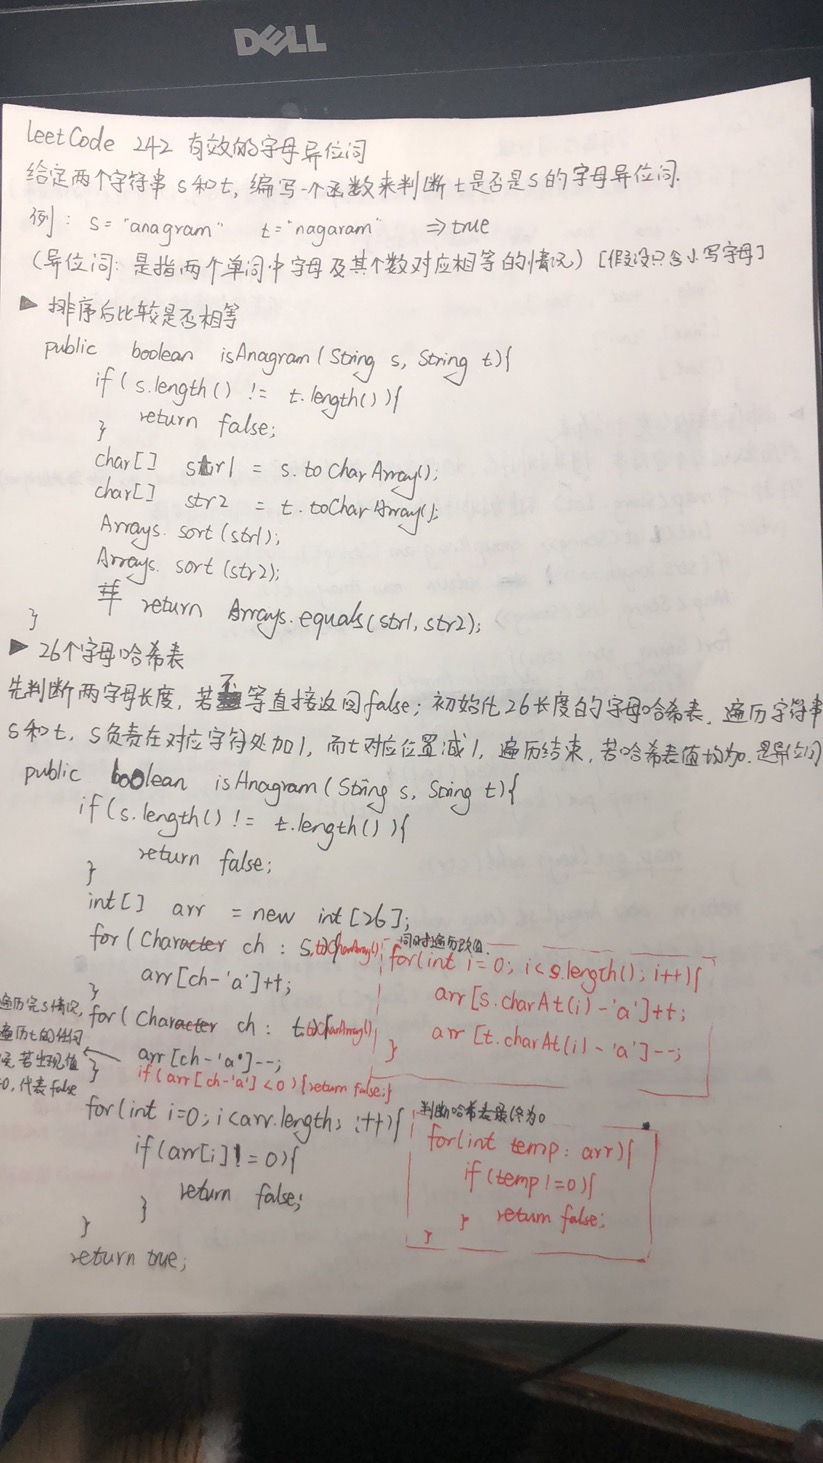 DELL
LeetCode 242 有效的字母异位词
给定两个字符串 s 和 t, 编写一个函数来判断 t 是否是 s 的字母异位词.
例: s = "anagram" t = "nagaram" ⇒ true
(异位词: 是指两个单词中字母及其个数对应相等的情况) [假设只含小写字母]
▶ 排序后比较是否相等
public boolean isAnagram (String s, String t){
if ( s.length() != t.length()){
return false;
}
char[] str1 = s.toCharArray();
char[] str2 = t.toCharArray();
Arrays. sort (str1);
Arrays. sort (str2);
return Arrays.equals(str1, str2);
}
▶ 26个字母哈希表
先判断两字母长度, 若不等直接返回false; 初始化26长度的字母哈希表, 遍历字符串
s和t, s负责在对应字符处加1, 而t对应位置减1, 遍历结束, 若哈希表值均为0, 是异位词
public boolean isAnagram (String s, String t){
if (s.length() != t.length()){
return false;
}
int[] arr = new int [26];
for ( Character ch : s.toCharArray()){
arr[ch-'a']++;
}
for ( Character ch : t.toCharArray()){
arr[ch-'a']--;
if(arr[ch-'a']<0){return false;}
}
遍历完s情况,
遍历t的
候, 若出现值
<0, 代表false
for(int i=0; i<arr.length; i++){
if(arr[i] != 0){
return false;
}
}
return true;
同时遍历改值.
for(int i=0; i<s.length(); i++){
arr[s.charAt(i)-'a']++;
arr[t.charAt(i)-'a']--;
}
判断哈希表最终为0
for(int temp: arr){
if (temp!=0){
return false;
}
}